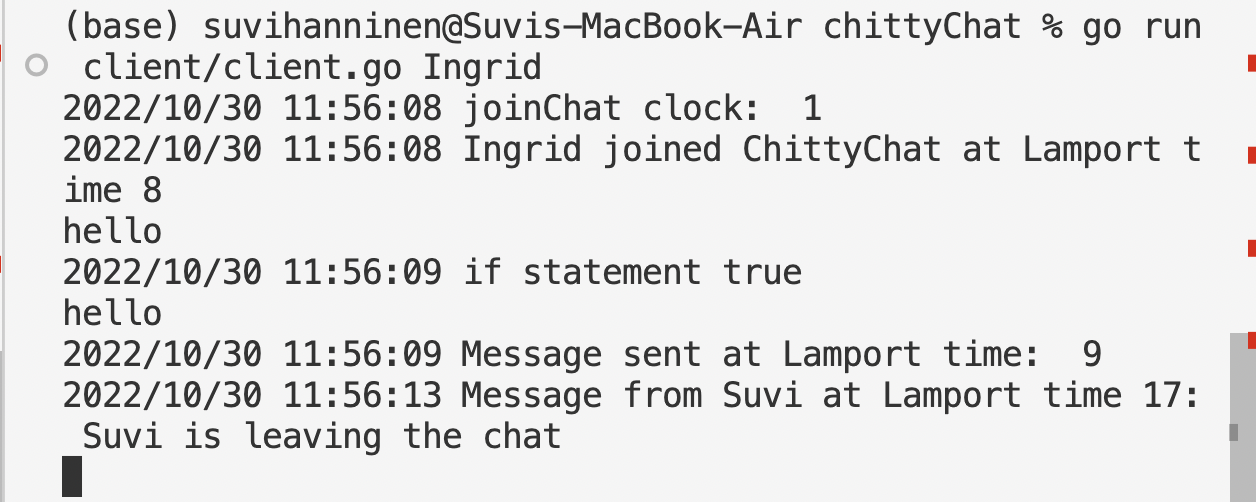 (base) suvihanninen@Suvis-MacBook-Air chittyChat % go run
 client/client.go Ingrid
2022/10/30 11:56:08 joinChat clock:  1
2022/10/30 11:56:08 Ingrid joined ChittyChat at Lamport t
ime 8
hello
2022/10/30 11:56:09 if statement true
hello
2022/10/30 11:56:09 Message sent at Lamport time:  9
2022/10/30 11:56:13 Message from Suvi at Lamport time 17:
 Suvi is leaving the chat